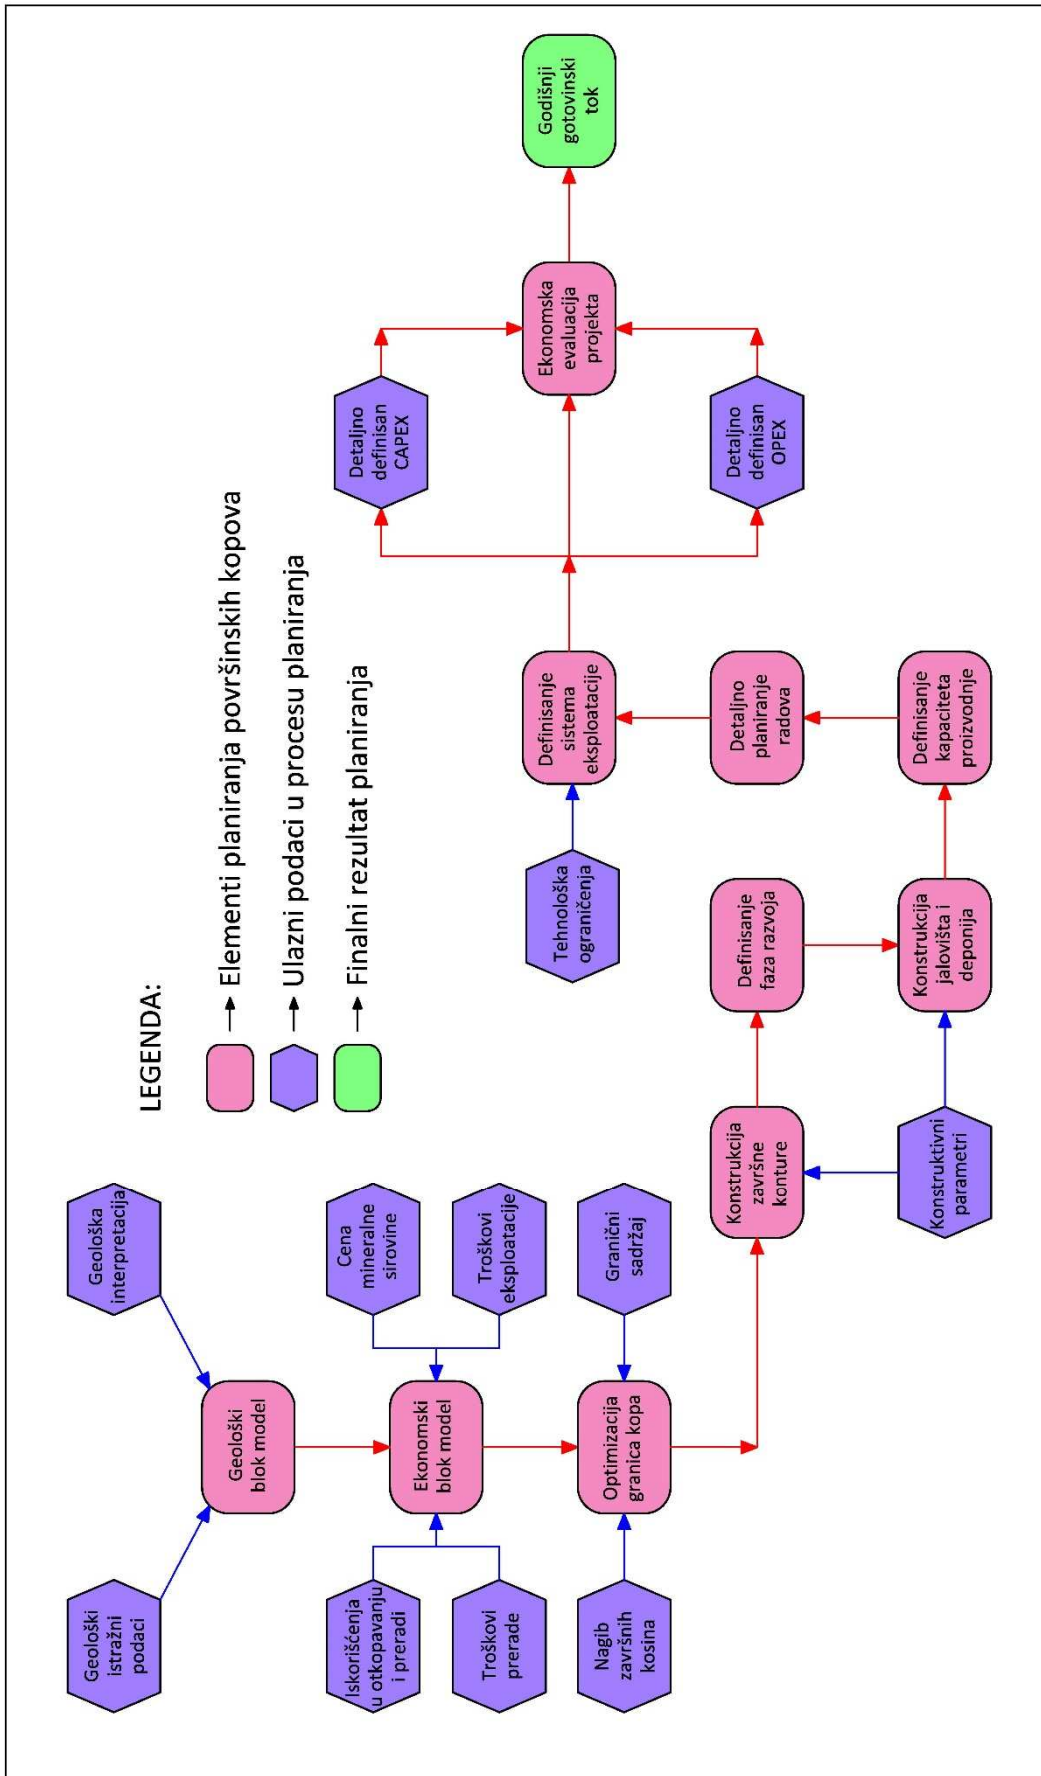 Geološki
istražni
podaci
Geološka
interpretacija
LEGENDA:
Elementi planiranja površinskih kopova
Ulazni podaci u procesu planiranja
Finalni rezultat planiranja
Geološki
blok model
Iskorišćenja
u otkopavanju
i preradi
Cena
mineralne
sirovine
Ekonomski
blok model
Troškovi
prerade
Troškovi
eksploatacije
Nagib
završnih
kosina
Optimizacija
granica kopa
Granični
sadržaj
Konstrukcija
završne
konture
Definisanje
faza razvoja
Konstruktivni
parametri
Konstrukcija
jalovišta i
deponija
Definisanje
kapaciteta
proizvodnje
Detaljno
planiranje
radova
Tehnološka
ograničenja
Definisanje
sistema
eksploatacije
Detaljno
definisan
CAPEX
Detaljno
definisan
OPEX
Ekonomska
evaluacija
projekta
Godišnji
gotovinski
tok